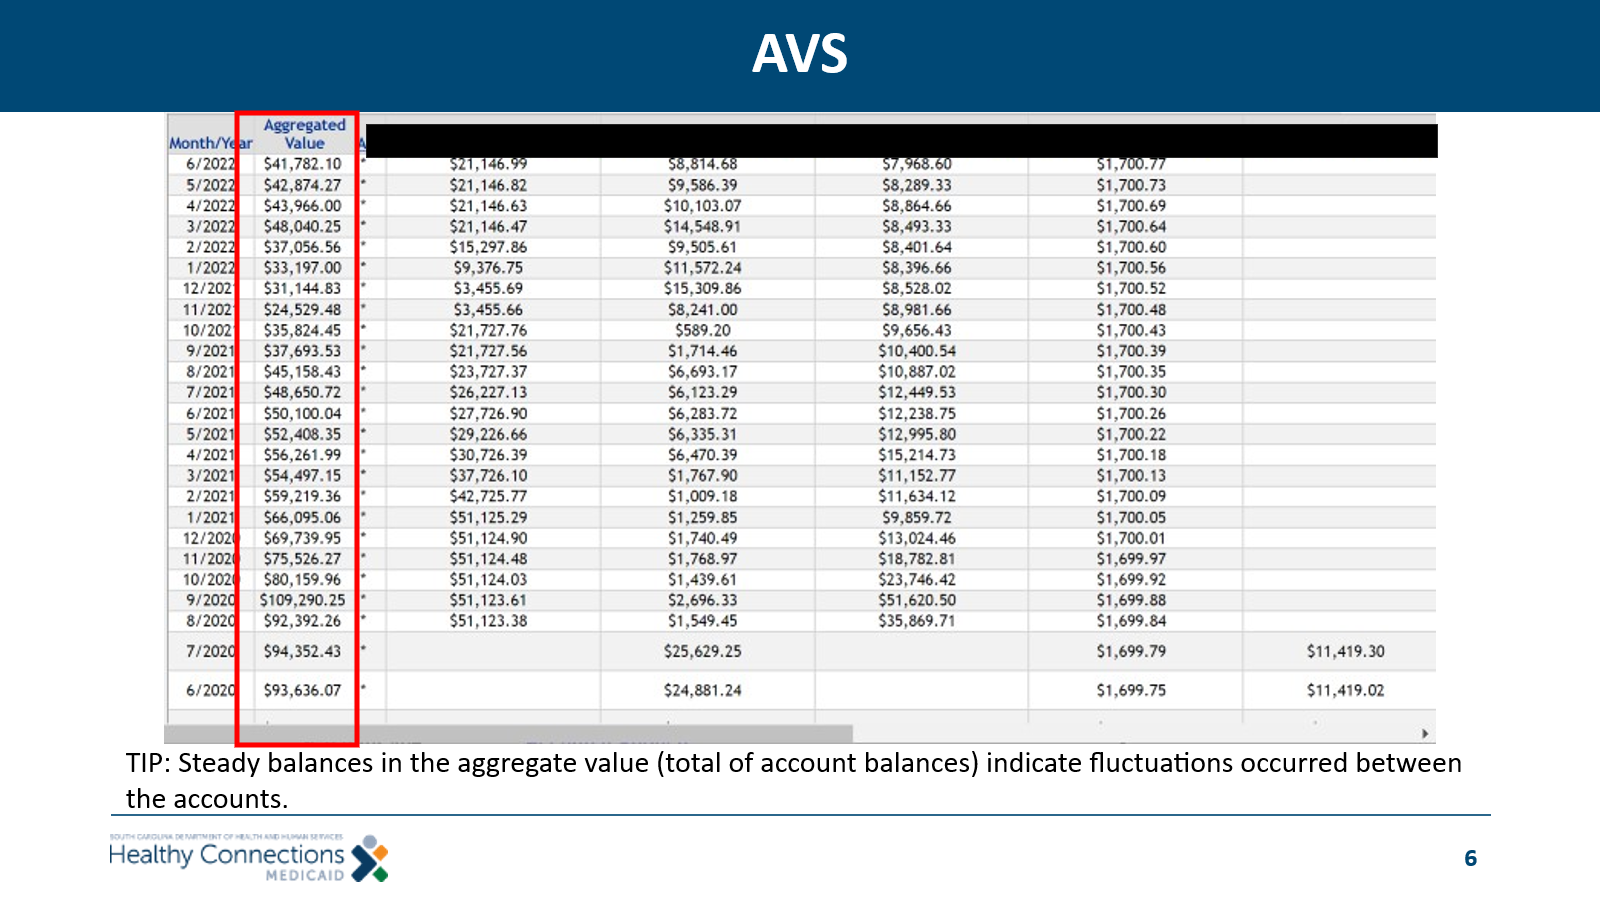 AVS
Aggregated
Month/Year Value
6/2022 $41,782.10 * $21,146.99 $8,814.68 $7,968.60 $1,700.77
5/2022 $42,874.27 * $21,146.82 $9,586.39 $8,289.33 $1,700.73
4/2022 $43,966.00 * $21,146.63 $10,103.07 $8,864.66 $1,700.69
3/2022 $48,040.25 * $21,146.47 $14,548.91 $8,493.33 $1,700.64
2/2022 $37,056.56 * $15,297.86 $9,505.61 $8,401.64 $1,700.60
1/2022 $33,197.00 * $9,376.75 $11,572.24 $8,396.66 $1,700.56
12/2021 $31,144.83 * $3,455.69 $15,309.86 $8,528.02 $1,700.52
11/2021 $24,529.48 * $3,455.66 $8,241.00 $8,981.66 $1,700.48
10/2021 $35,824.45 * $21,727.76 $589.20 $9,656.43 $1,700.43
9/2021 $37,693.53 * $21,727.56 $1,714.46 $10,400.54 $1,700.39
8/2021 $45,158.43 * $23,727.37 $6,693.17 $10,887.02 $1,700.35
7/2021 $48,650.72 * $26,227.13 $6,123.29 $12,449.53 $1,700.30
6/2021 $50,100.04 * $27,726.90 $6,283.72 $12,238.75 $1,700.26
5/2021 $52,408.35 * $29,226.66 $6,335.31 $12,995.80 $1,700.22
4/2021 $56,261.99 * $30,726.39 $6,470.39 $15,214.73 $1,700.18
3/2021 $54,497.15 * $37,726.10 $1,767.90 $11,152.77 $1,700.13
2/2021 $59,219.36 * $42,725.77 $1,009.18 $11,634.12 $1,700.09
1/2021 $66,095.06 * $51,125.29 $1,259.85 $9,859.72 $1,700.05
12/2020 $69,739.95 * $51,124.90 $1,740.49 $13,024.46 $1,700.01
11/2020 $75,526.27 * $51,124.48 $1,768.97 $18,782.81 $1,699.97
10/2020 $80,159.96 * $51,124.03 $1,439.61 $23,746.42 $1,699.92
9/2020 $109,290.25 * $51,123.61 $2,696.33 $51,620.50 $1,699.88
8/2020 $92,392.26 * $51,123.38 $1,549.45 $35,869.71 $1,699.84
7/2020 $94,352.43 * $25,629.25 $1,699.79 $11,419.30
6/2020 $93,636.07 * $24,881.24 $1,699.75 $11,419.02
TIP: Steady balances in the aggregate value (total of account balances) indicate fluctuations occurred between
the accounts.
SOUTH CAROLINA DEPARTMENT OF HEALTH AND HUMAN SERVICES
Healthy Connections
MEDICAID
6